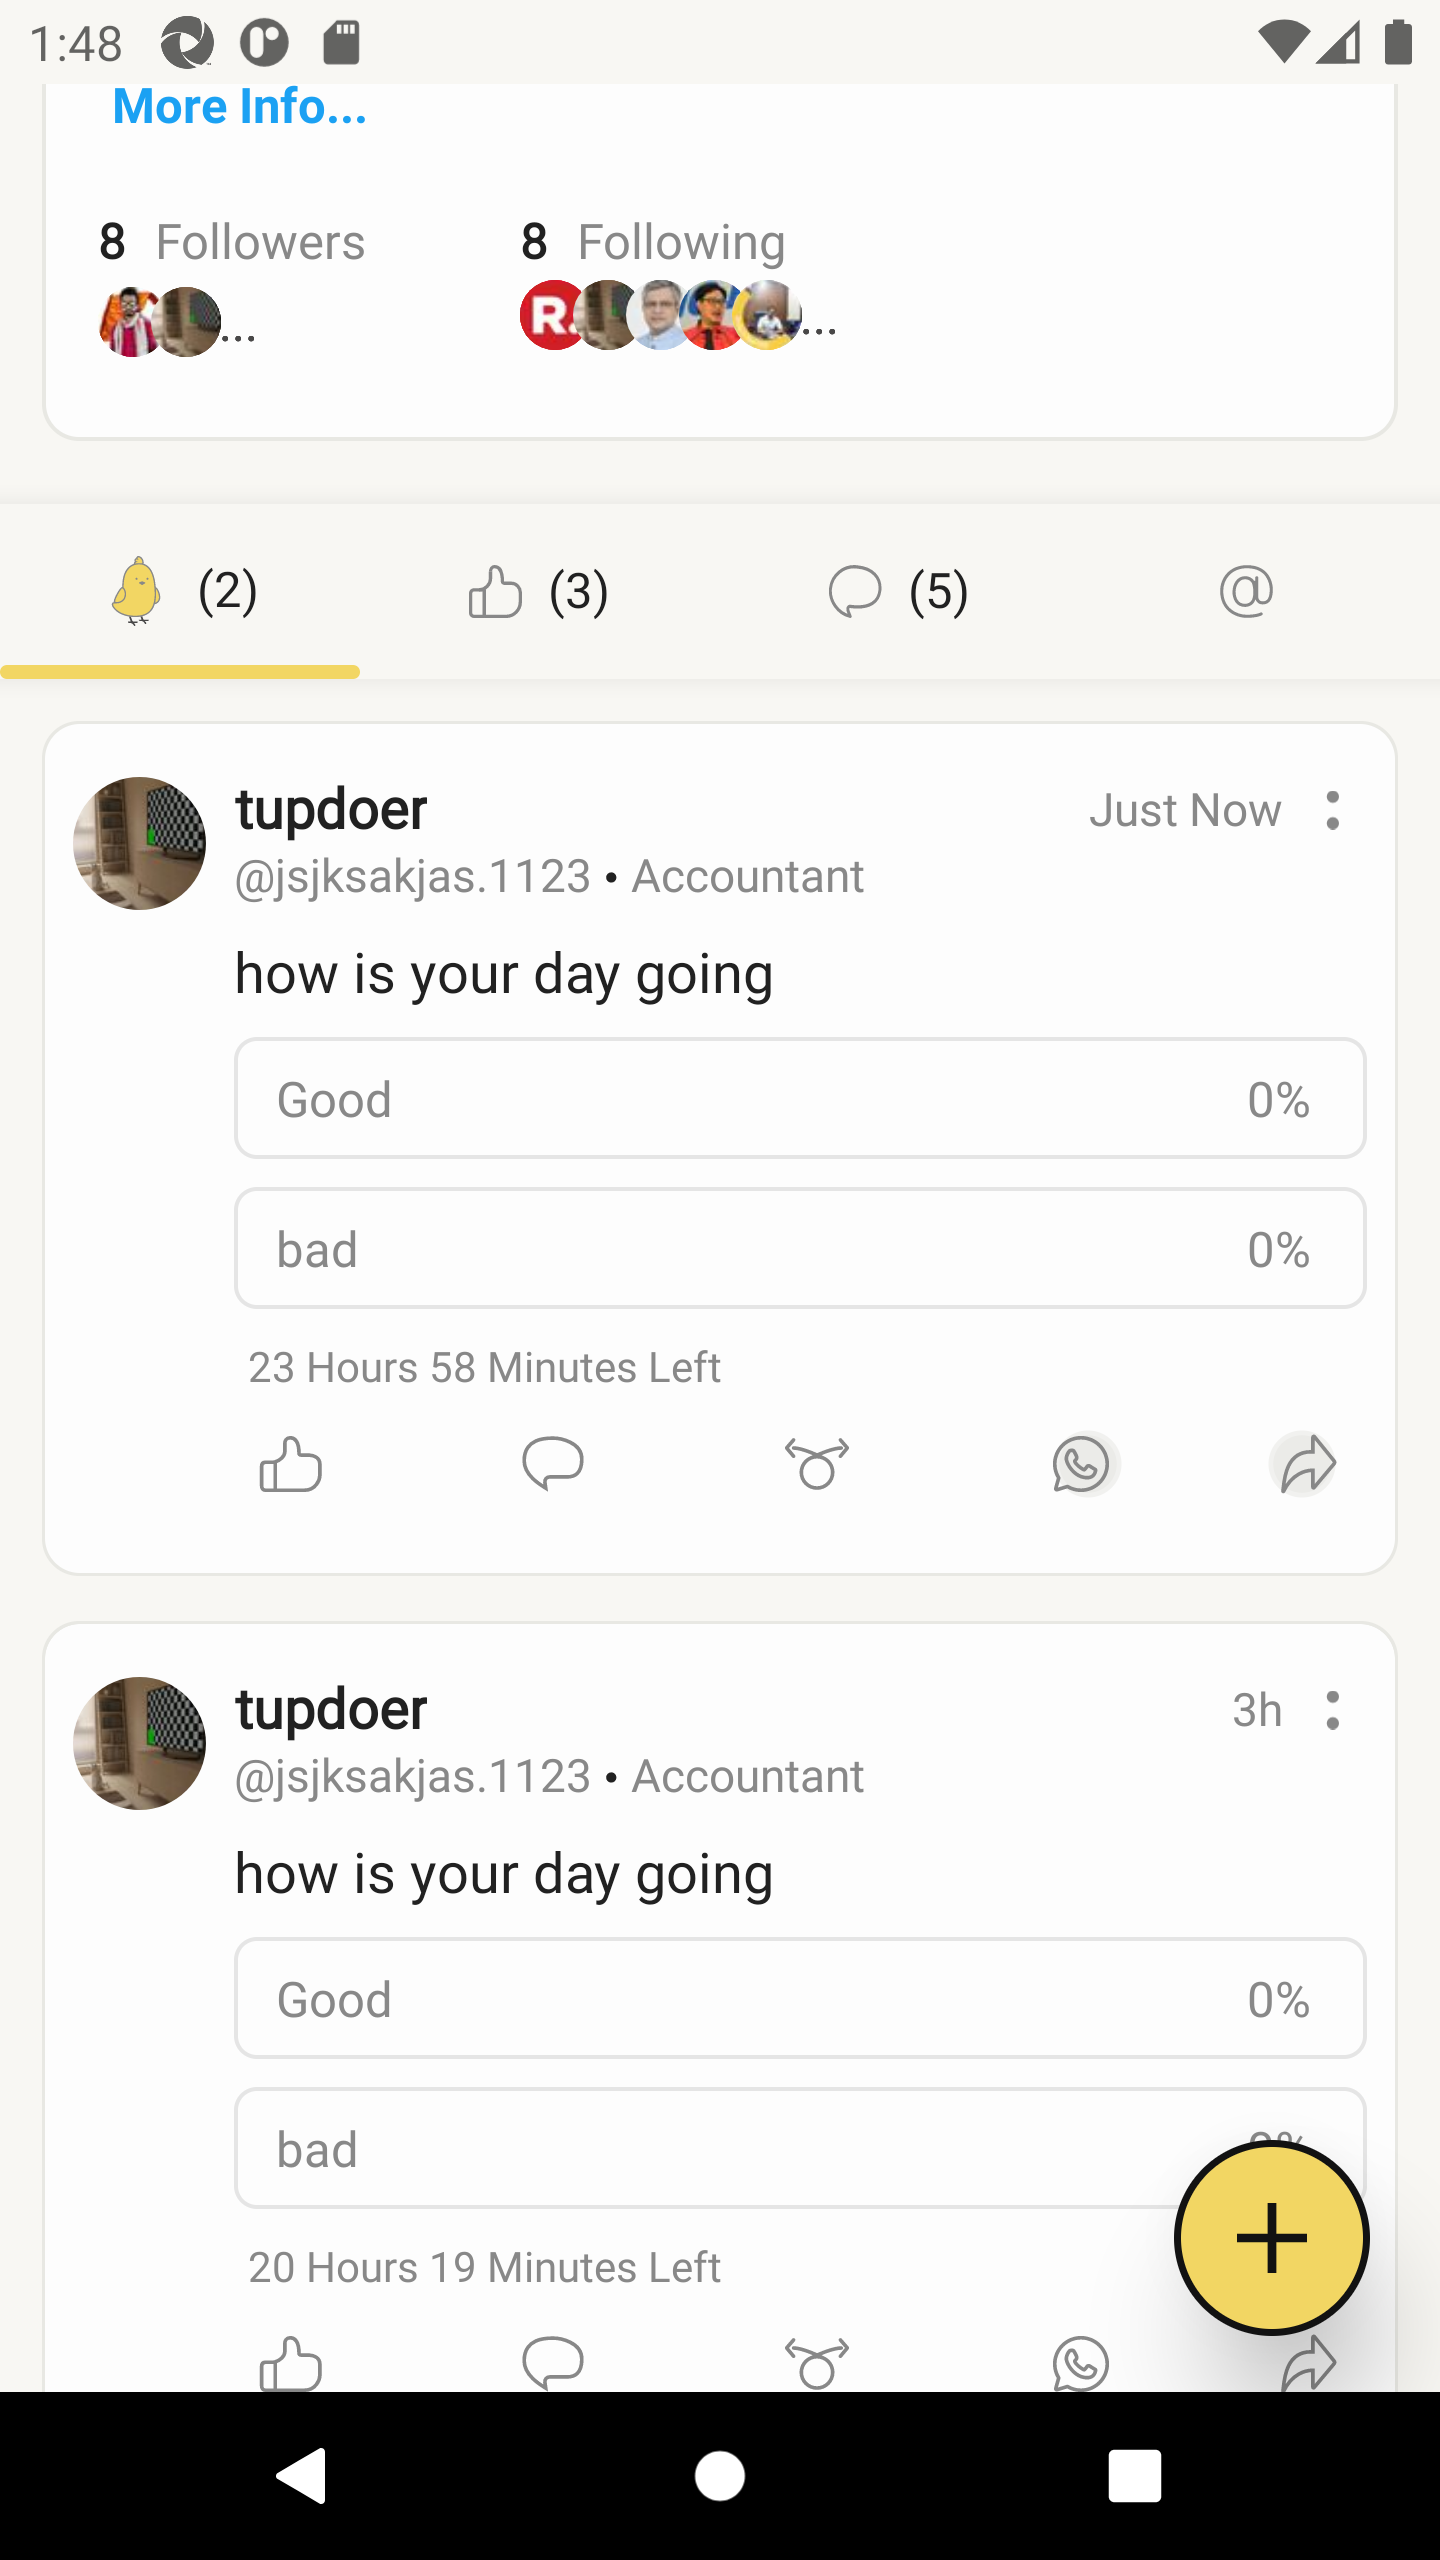 1:48
More Info...
8 Followers 8 Following
R. ... ...
(2) (3) (5) @
tupdoer Just Now
@jsjksakjas.1123 • Accountant
how is your day going
Good 0%
bad 0%
23 Hours 58 Minutes Left
tupdoer 3h
@jsjksakjas.1123 • Accountant
how is your day going
Good 0%
bad
20 Hours 19 Minutes Left